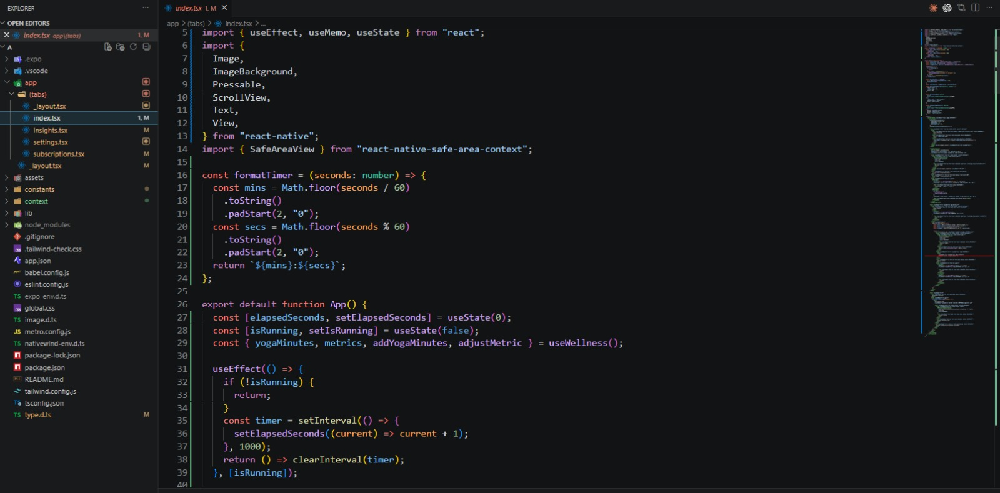 EXPLORER
OPEN EDITORS
index.tsx app\(tabs) 1, M
A
.expo
.vscode
app
(tabs)
_layout.tsx
index.tsx 1, M
insights.tsx M
settings.tsx
subscriptions.tsx M
_layout.tsx M
assets
constants
context
lib
node_modules
.gitignore
.tailwind-check.css
app.json
babel.config.js
eslint.config.js
TS expo-env.d.ts
global.css
TS image.d.ts
JS metro.config.js
TS nativewind-env.d.ts
package-lock.json
package.json
README.md
tailwind.config.js
tsconfig.json
TS type.d.ts M
index.tsx 1, M
app > (tabs) > index.tsx > ...
5 import { useEffect, useMemo, useState } from "react";
6 import {
7 Image,
8 ImageBackground,
9 Pressable,
10 ScrollView,
11 Text,
12 View,
13 } from "react-native";
14 import { SafeAreaView } from "react-native-safe-area-context";
15
16 const formatTimer = (seconds: number) => {
17 const mins = Math.floor(seconds / 60)
18 .toString()
19 .padStart(2, "0");
20 const secs = Math.floor(seconds % 60)
21 .toString()
22 .padStart(2, "0");
23 return `${mins}:${secs}`;
24 };
25
26 export default function App() {
27 const [elapsedSeconds, setElapsedSeconds] = useState(0);
28 const [isRunning, setIsRunning] = useState(false);
29 const { yogaMinutes, metrics, addYogaMinutes, adjustMetric } = useWellness();
30
31 useEffect(() => {
32 if (!isRunning) {
33 return;
34 }
35 const timer = setInterval(() => {
36 setElapsedSeconds((current) => current + 1);
37 }, 1000);
38 return () => clearInterval(timer);
39 }, [isRunning]);
40